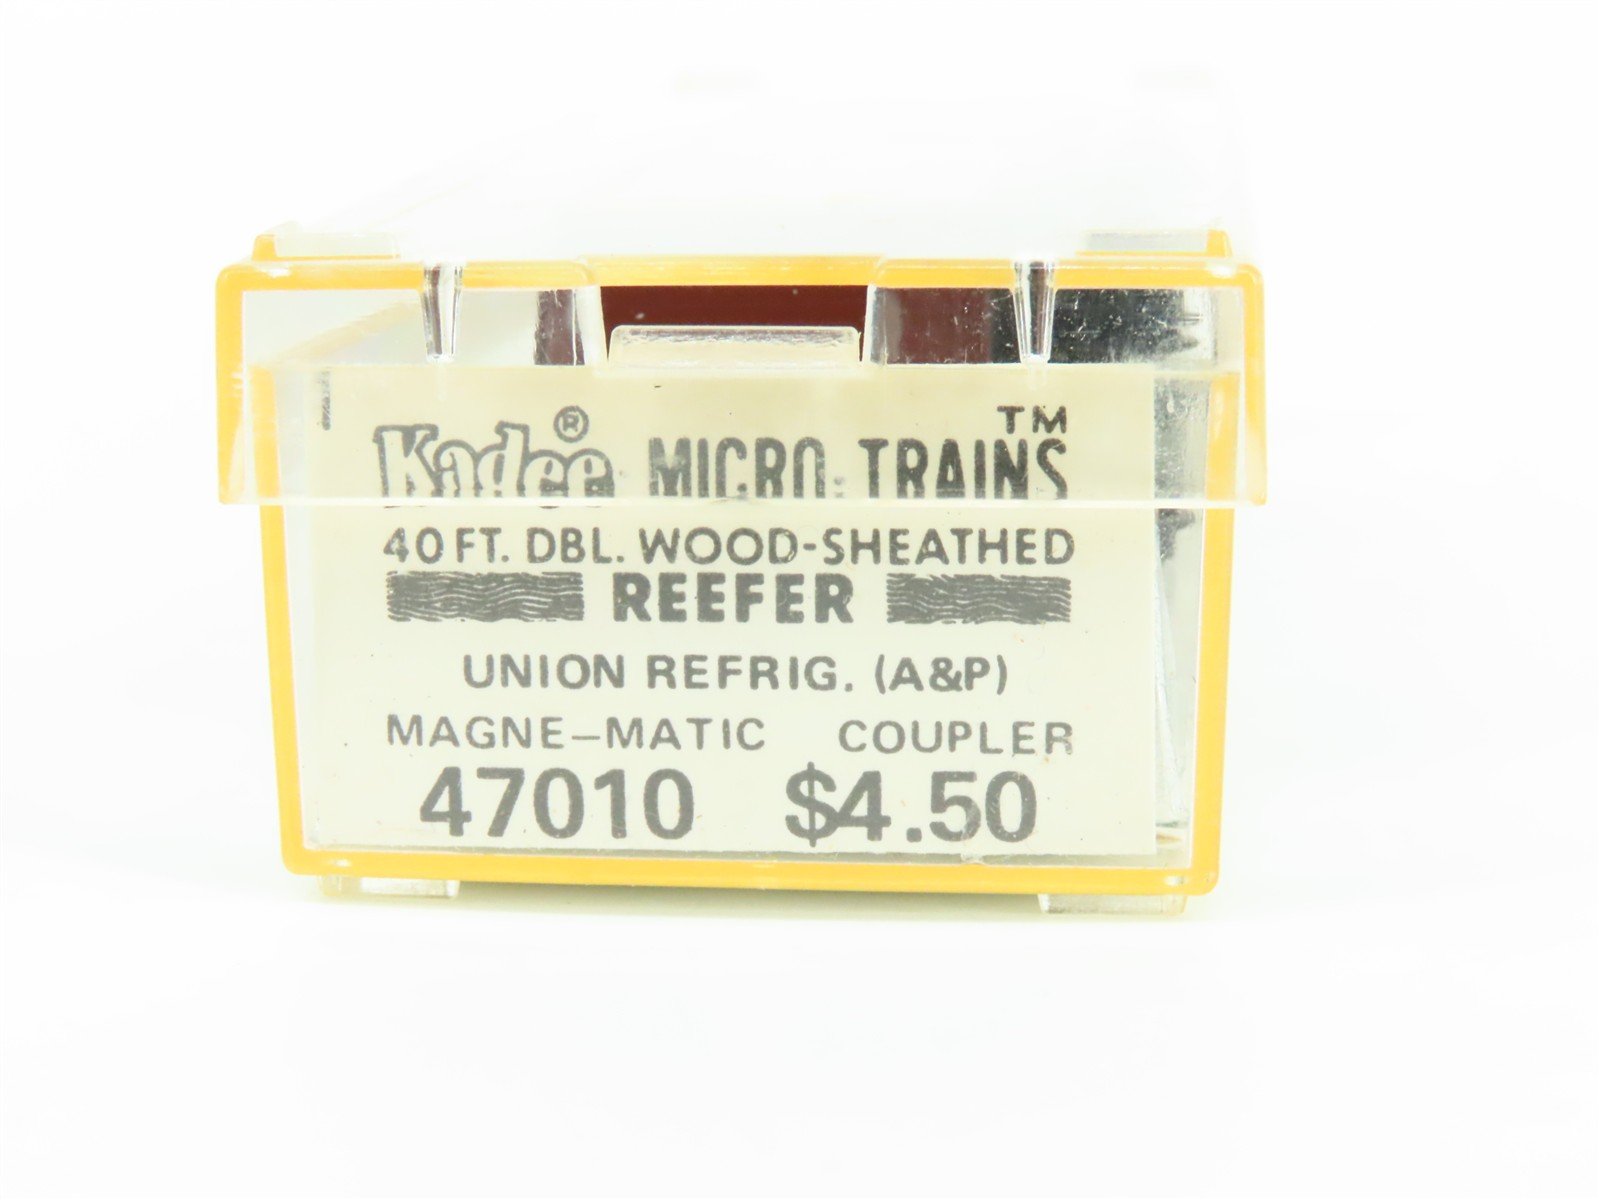 Kadee® MICRO-TRAINS™
40 FT. DBL. WOOD-SHEATHED
REEFER
UNION REFRIG. (A&P)
MAGNE-MATIC COUPLER
47010 $4.50